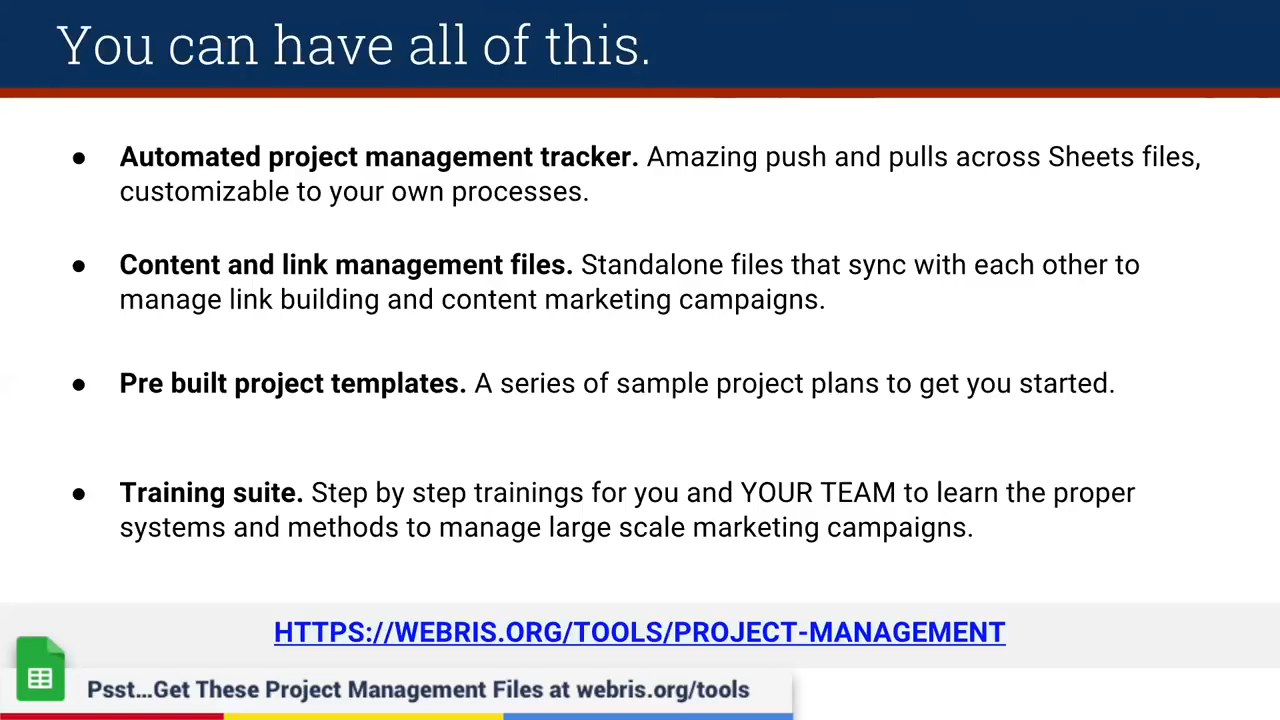 You can have all of this.
● Automated project management tracker. Amazing push and pulls across Sheets files,
customizable to your own processes.
● Content and link management files. Standalone files that sync with each other to
manage link building and content marketing campaigns.
● Pre built project templates. A series of sample project plans to get you started.
● Training suite. Step by step trainings for you and YOUR TEAM to learn the proper
systems and methods to manage large scale marketing campaigns.
HTTPS://WEBRIS.ORG/TOOLS/PROJECT-MANAGEMENT
Psst...Get These Project Management Files at webris.org/tools